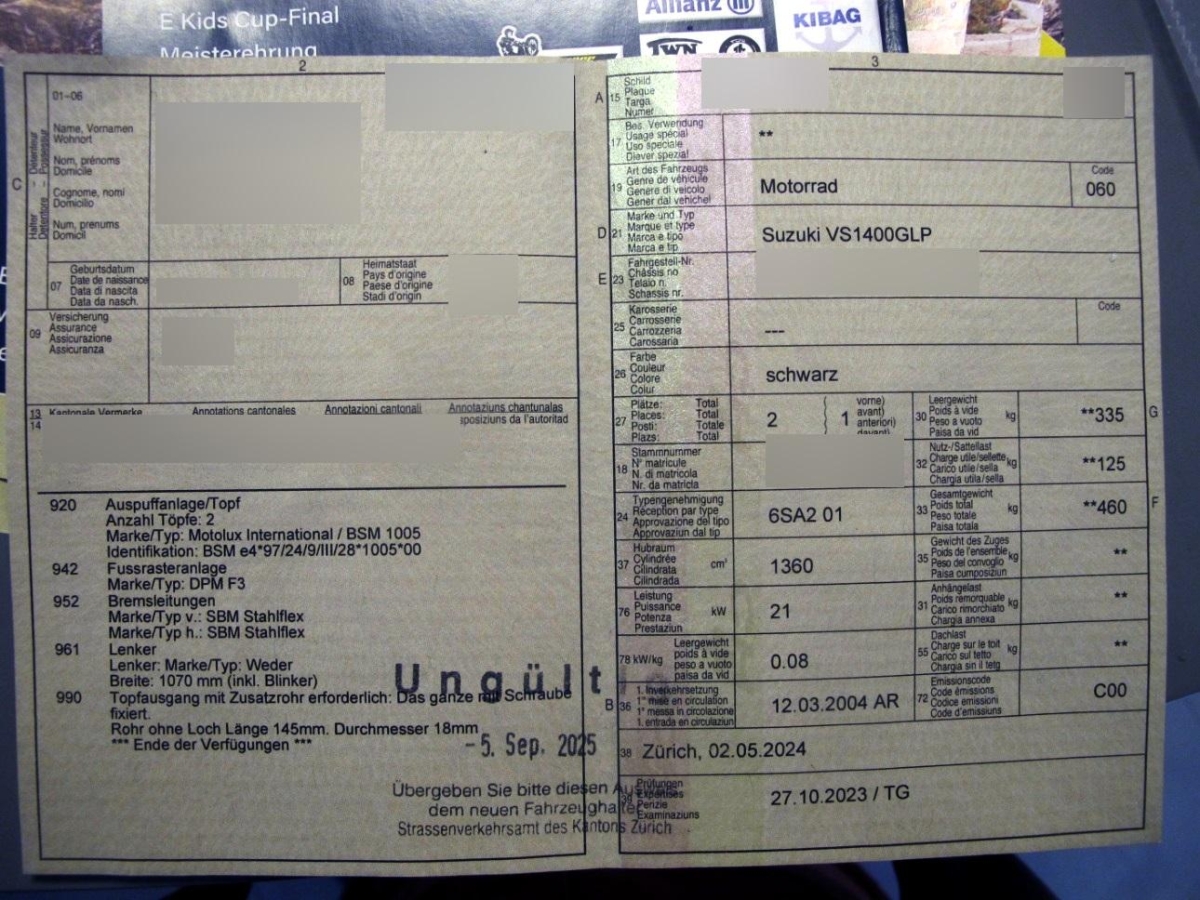 E Kids Cup-Final
Meisterehrung
Allianz
KIBAG
TWN
2
C
Halter - Détenteur
Detentore - Possessur
01-06
Name, Vornamen
Wohnort
Nom, prénoms
Domicile
Cognome, nomi
Domicilio
Num, prenums
Domicil
07
Geburtsdatum
Date de naissance
Data di nascita
Data da nasch.
08
Heimatstaat
Pays d'origine
Paese d'origine
Stadi d'origin
09
Versicherung
Assurance
Assicurazione
Assicuranza
13 Kantonale Vermerke Annotations cantonales Annotazioni cantonali Annotaziuns chantunalas
14 sposiziuns da l'autoritad
920 Auspuffanlage/Topf
Anzahl Töpfe: 2
Marke/Typ: Motolux International / BSM 1005
Identifikation: BSM e4*97/24/9/III/28*1005*00
942 Fussrasteranlage
Marke/Typ: DPM F3
952 Bremsleitungen
Marke/Typ v.: SBM Stahlflex
Marke/Typ h.: SBM Stahlflex
961 Lenker
Lenker: Marke/Typ: Weder
Breite: 1070 mm (inkl. Blinker)
990 Topfausgang mit Zusatzrohr erforderlich: Das ganze mit Schraube
fixiert.
Rohr ohne Loch Länge 145mm. Durchmesser 18mm
*** Ende der Verfügungen ***
Ungült
-5. Sep. 2025
Übergeben Sie bitte diesen Ausweis
dem neuen Fahrzeughalter
Strassenverkehrsamt des Kantons Zürich
3
A 15
Schild
Plaque
Targa
Numer
17
Bes. Verwendung
Usage spécial
Uso speciale
Diever spezial
**
19
Art des Fahrzeugs
Genre de véhicule
Genere di veicolo
Gener dal vehichel
Motorrad
Code
060
D 21
Marke und Typ
Marque et type
Marca e tipo
Marca e tip
Suzuki VS1400GLP
E 23
Fahrgestell-Nr.
Châssis no
Telaio n.
Schassis nr.
25
Karosserie
Carrosserie
Carrozzeria
Carossaria
---
Code
26
Farbe
Couleur
Colore
Colur
schwarz
27
Plätze: Total
Places: Total
Posti: Totale
Plazs: Total
2
1
vorne)
avant)
anteriori)
davant)
30
Leergewicht
Poids à vide
Peso a vuoto
Paisa da vid
kg
**335
G
18
Stammnummer
N° matricule
N. di matricola
Nr. da matricla
32
Nutz-/Sattellast
Charge utile/sellette
Carico utile/sella
Chargia utila/sella
kg
**125
24
Typengenehmigung
Réception par type
Approvazione del tipo
Approvaziun dal tip
6SA2 01
33
Gesamtgewicht
Poids total
Peso totale
Paisa totala
kg
**460
F
37
Hubraum
Cylindrée
Cilindrata
Cilindrada
cm³
1360
35
Gewicht des Zuges
Poids de l'ensemble
Peso del convoglio
Paisa cumposiziun
kg
**
76
Leistung
Puissance
Potenza
Prestaziun
kW
21
31
Anhängelast
Poids remorquable
Carico rimorchiato
Chargia annexa
kg
**
78 kW/kg
Leergewicht
poids à vide
peso a vuoto
paisa da vid
0.08
55
Dachlast
Charge sur le toit
Carico sul tetto
Chargia sin il tetg
kg
**
B 36
1. Inverkehrsetzung
1re mise en circulation
1a messa in circolazione
1. entrada en circulaziun
12.03.2004 AR
72
Emissionscode
Code émissions
Codice emissioni
Code d'emissiuns
C00
38 Zürich, 02.05.2024
39
Prüfungen
Expertises
Perizie
Examinaziuns
27.10.2023 / TG